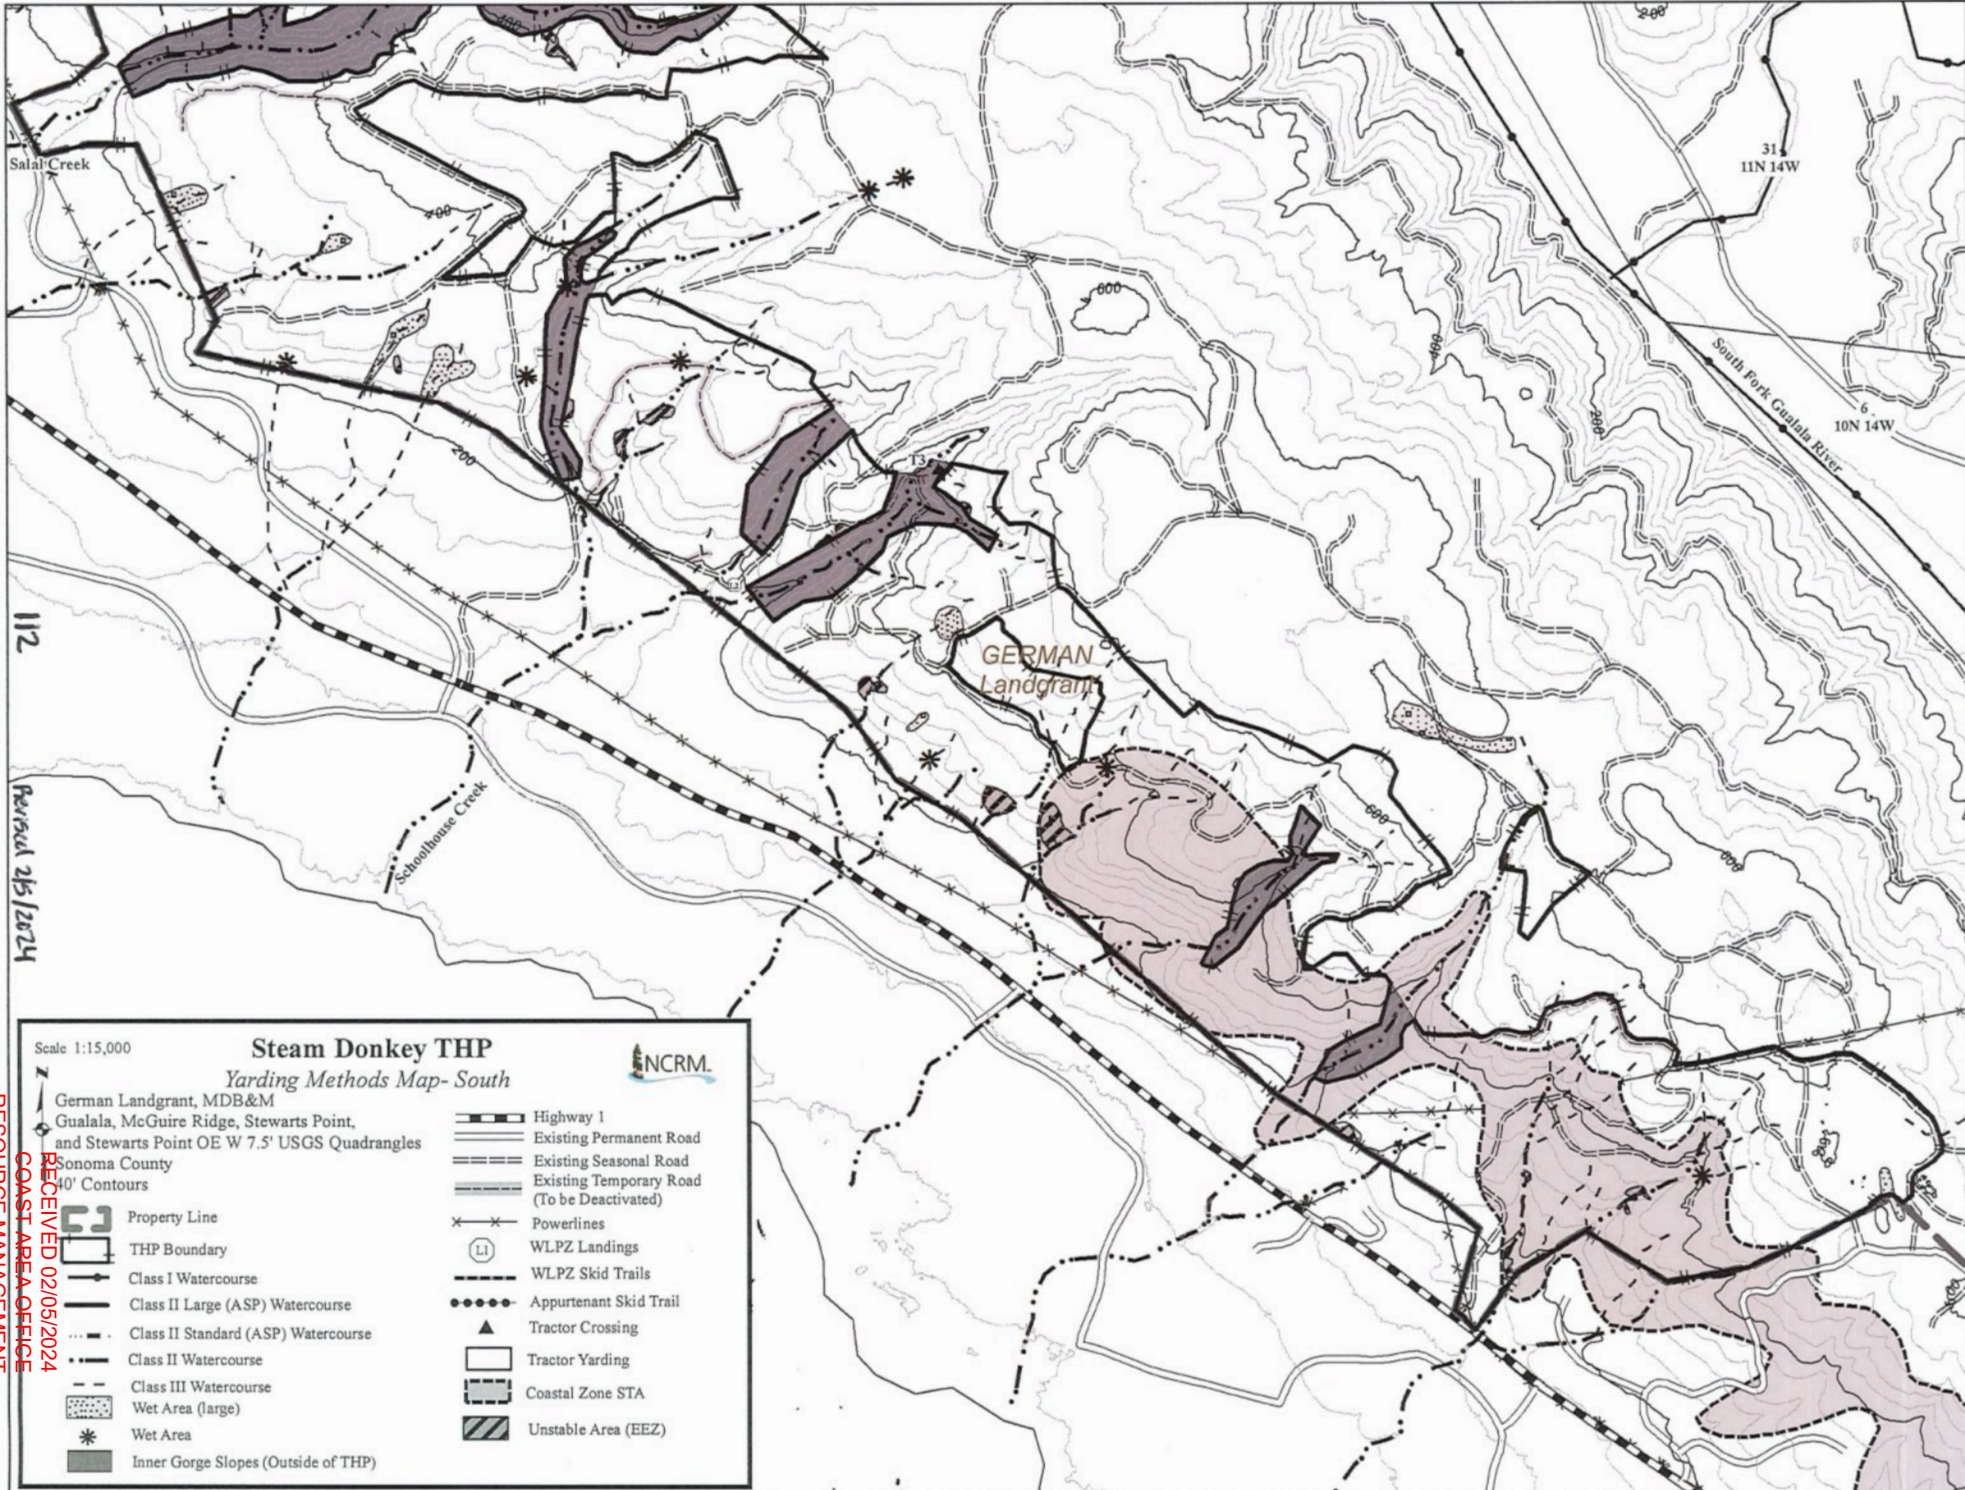 200
400
31
11N 14W
Salal Creek
400
600
400
South Fork Gualala River
200
6
10N 14W
200
T3
112
GERMAN
Landgrant
600
600
Schoolhouse Creek
Revised 2/5/2024
Scale 1:15,000
Steam Donkey THP
Yarding Methods Map- South
NCRM
German Landgrant, MDB&M
Gualala, McGuire Ridge, Stewarts Point,
and Stewarts Point OE W 7.5' USGS Quadrangles
Sonoma County
40' Contours
Property Line
THP Boundary
Class I Watercourse
Class II Large (ASP) Watercourse
Class II Standard (ASP) Watercourse
Class II Watercourse
Class III Watercourse
Wet Area (large)
Wet Area
Inner Gorge Slopes (Outside of THP)
Highway 1
Existing Permanent Road
Existing Seasonal Road
Existing Temporary Road
(To be Deactivated)
Powerlines
L1
WLPZ Landings
WLPZ Skid Trails
Appurtenant Skid Trail
Tractor Crossing
Tractor Yarding
Coastal Zone STA
Unstable Area (EEZ)
RECEIVED 02/05/2024
COAST AREA OFFICE
RESOURCE MANAGEMENT